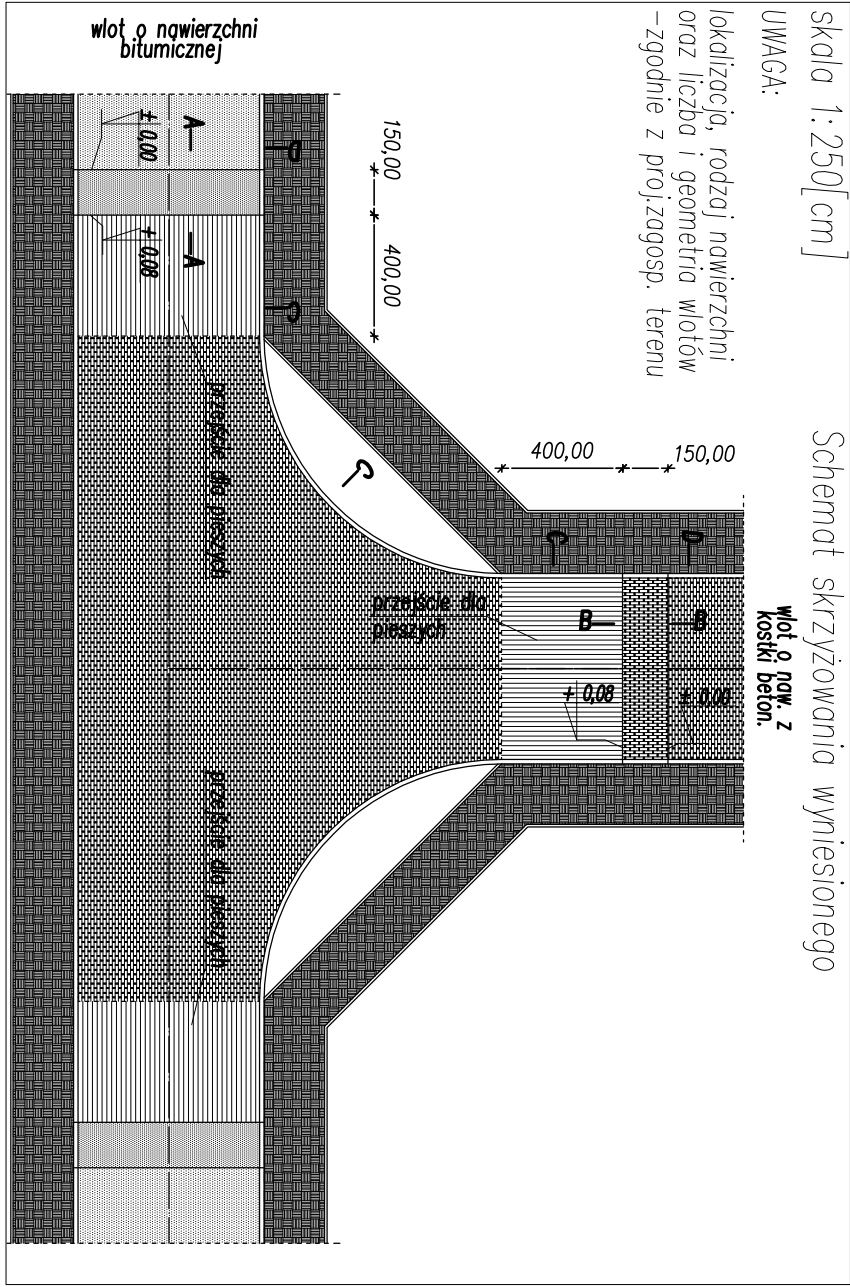 Schemat skrzyżowania wyniesionego
skala 1:250[cm]
UWAGA:
lokalizacja, rodzaj nawierzchni
oraz liczba i geometria wlotów
-zgodnie z proj.zagosp. terenu
wlot o nawierzchni
bitumicznej
wlot o naw. z
kostki beton.
150,00
400,00
400,00
150,00
A
A
± 0,00
+ 0,08
D
C
C
C
D
B
B
+ 0,08
± 0,00
przejście dla pieszych
przejście dla
pieszych
przejście dla pieszych